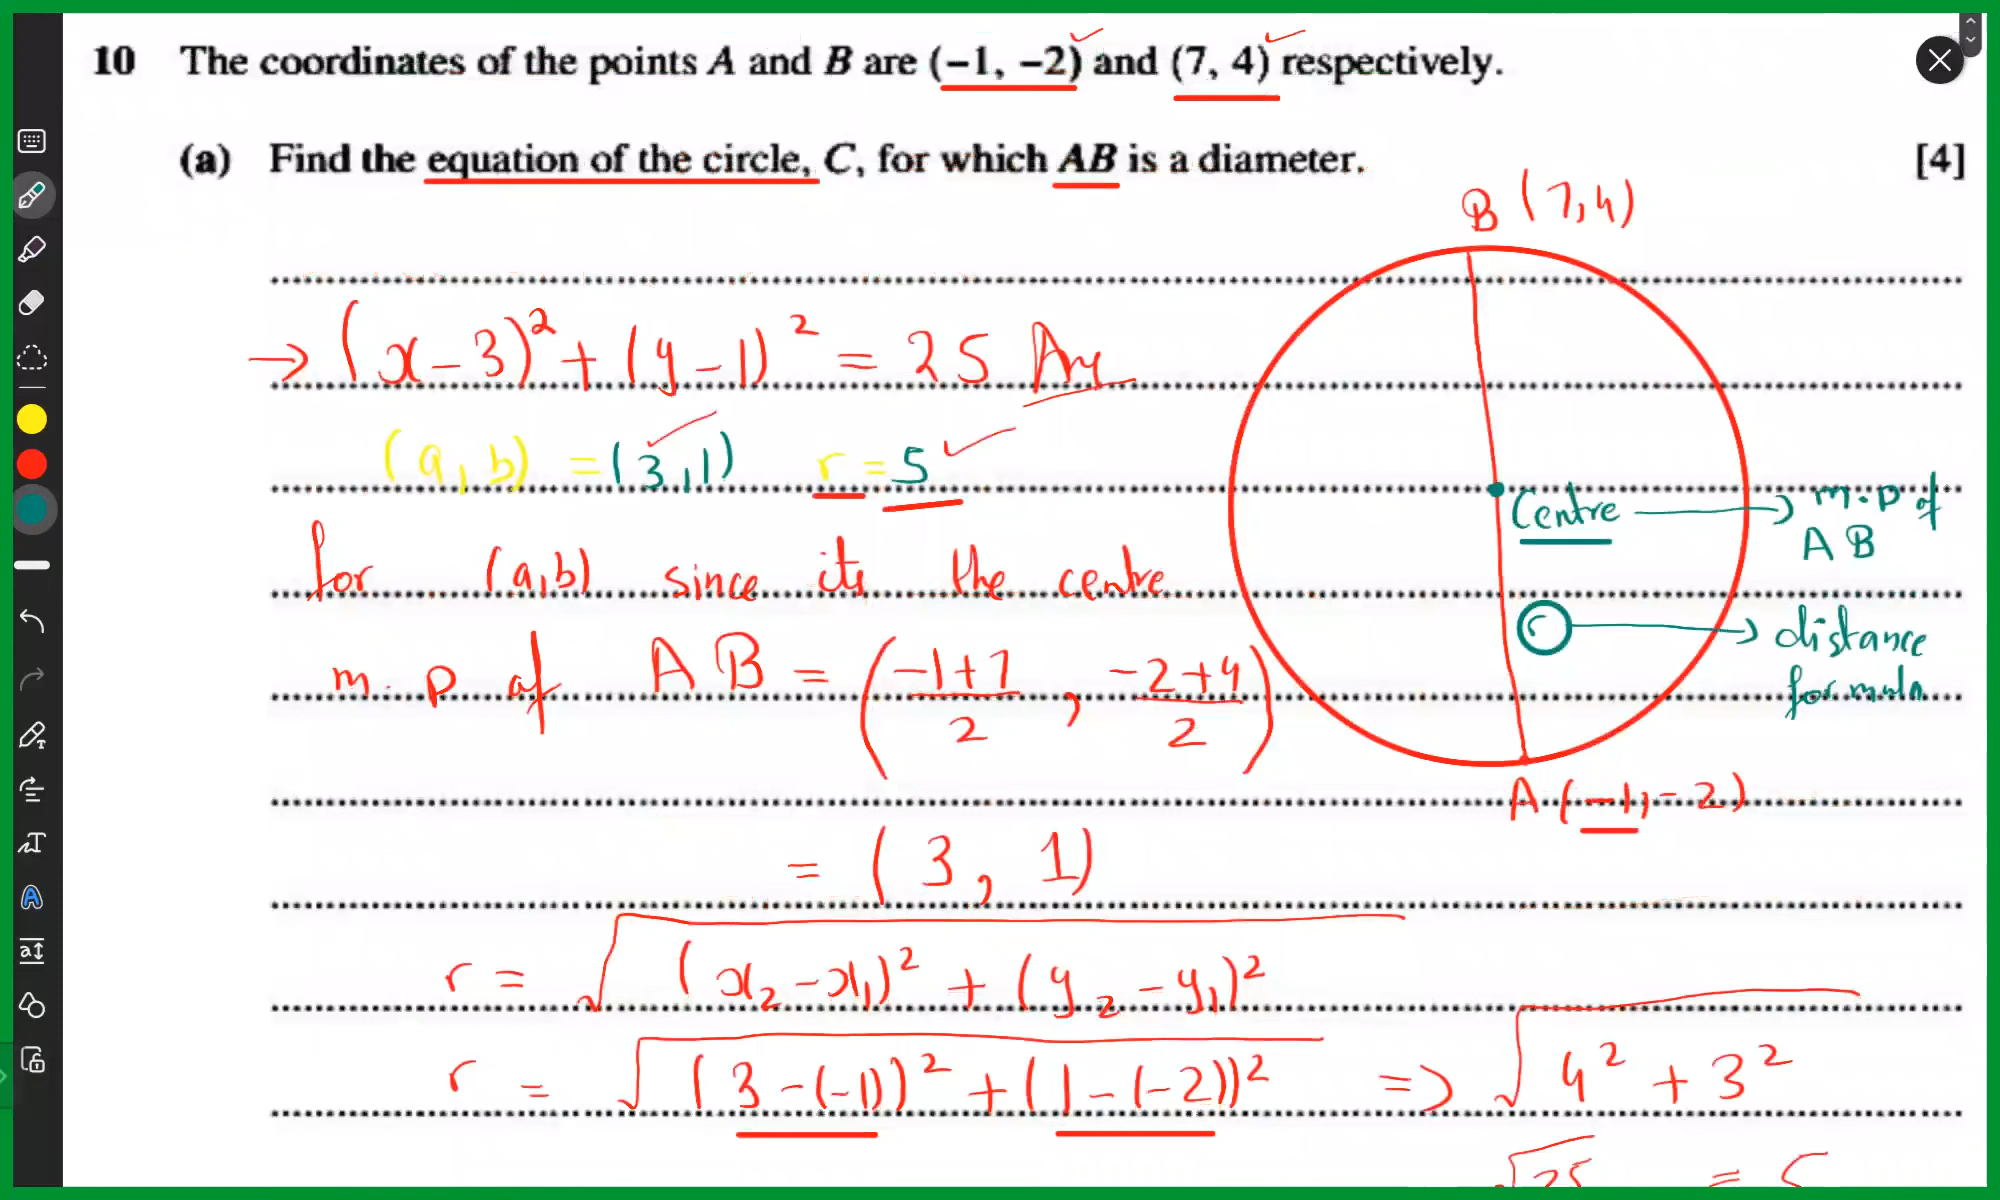 10 The coordinates of the points A and B are (−1, −2) and (7, 4) respectively.
(a) Find the equation of the circle, C, for which AB is a diameter. [4]
B (7,4)
→ (x − 3)² + (y − 1)² = 25 Ans
(a, b) = (3,1) r = 5
Centre → m.p of
AB
for (a,b) since its the centre
r → distance
formula
m.p of AB = (−1+7/2 , −2+4/2)
A (−1, −2)
= (3, 1)
r = √(x₂ − x₁)² + (y₂ − y₁)²
r = √(3 − (−1))² + (1 − (−2))² => √4² + 3²
√25 = 5